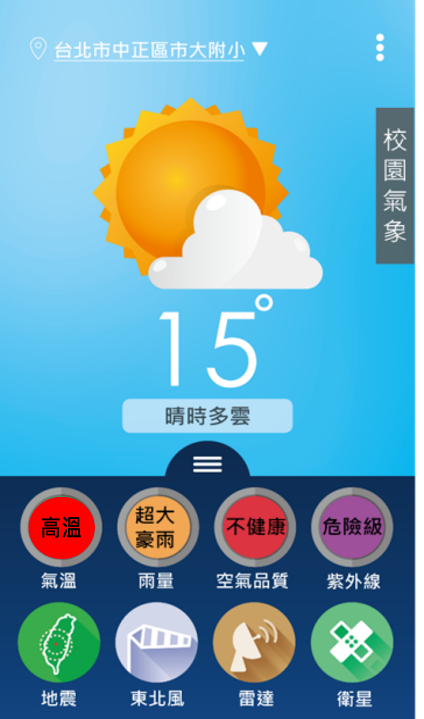 台北市中正區市大附小
校園氣象
15°
晴時多雲
高溫
超大
豪雨
不健康
危險級
氣溫
雨量
空氣品質
紫外線
地震
東北風
雷達
衛星